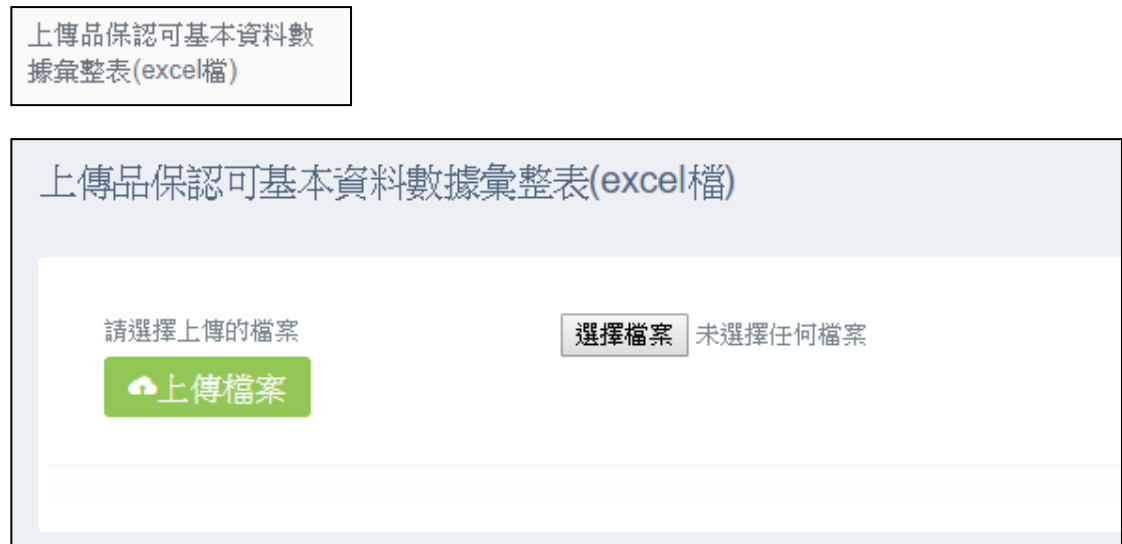 上傳品保認可基本資料數
據彙整表(excel檔)
上傳品保認可基本資料數據彙整表(excel檔)
請選擇上傳的檔案
選擇檔案 未選擇任何檔案
上傳檔案